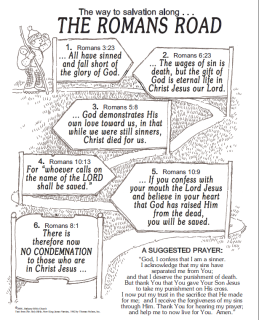 The way to salvation along . . .
THE ROMANS ROAD
1. Romans 3:23
... All have sinned
and fall short of
the glory of God.
2. Romans 6:23
... The wages of sin is
death, but the gift of
God is eternal life in
Christ Jesus our Lord.
3. Romans 5:8
... God demonstrates His
own love toward us, in that
while we were still sinners,
Christ died for us.
4. Romans 10:13
For "whoever calls on
the name of the LORD
shall be saved."
5. Romans 10:9
... If you confess with
your mouth the Lord Jesus
and believe in your heart
that God has raised Him
from the dead,
you will be saved.
6. Romans 8:1
There is
therefore now
NO CONDEMNATION
to those who are
in Christ Jesus ...
A SUGGESTED PRAYER:
"God, I confess that I am a sinner.
I acknowledge that my sins have
separated me from You;
and that I deserve the punishment of death.
But thank You that You gave Your Son Jesus
to take my punishment on His cross.
I now put my trust in the sacrifice that He made
for me, and I receive the forgiveness of my sins
through Him. Thank You for hearing my prayer;
and help me to now live for You. Amen."